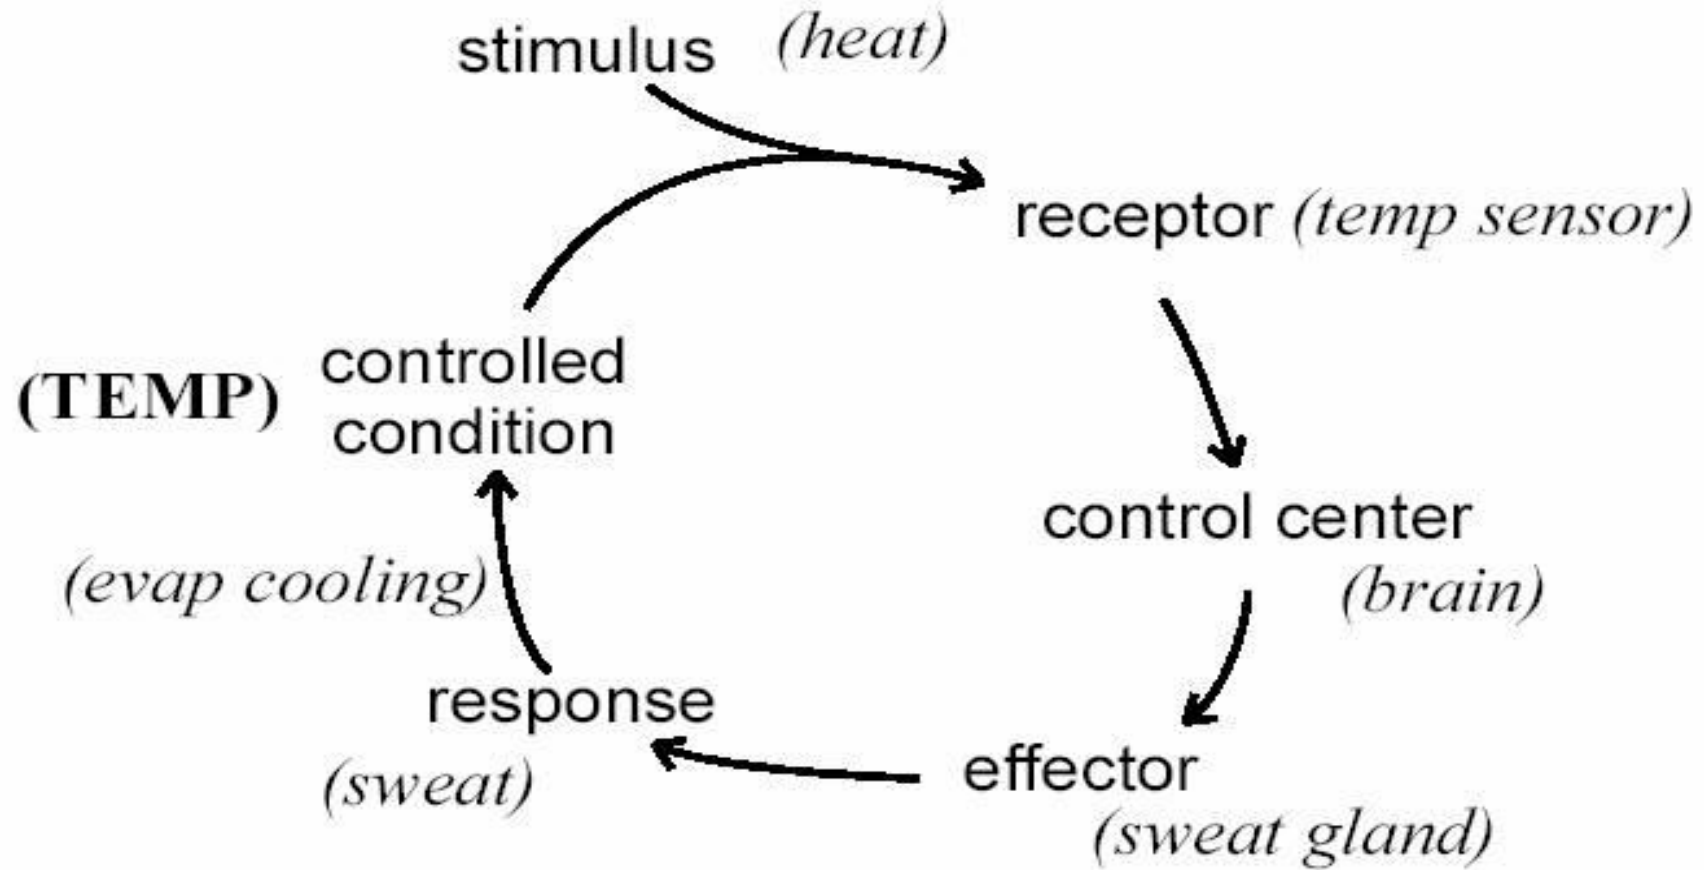 stimulus (heat)
receptor (temp sensor)
control center
(brain)
effector
(sweat gland)
response
(sweat)
(evap cooling)
(TEMP) controlled
condition